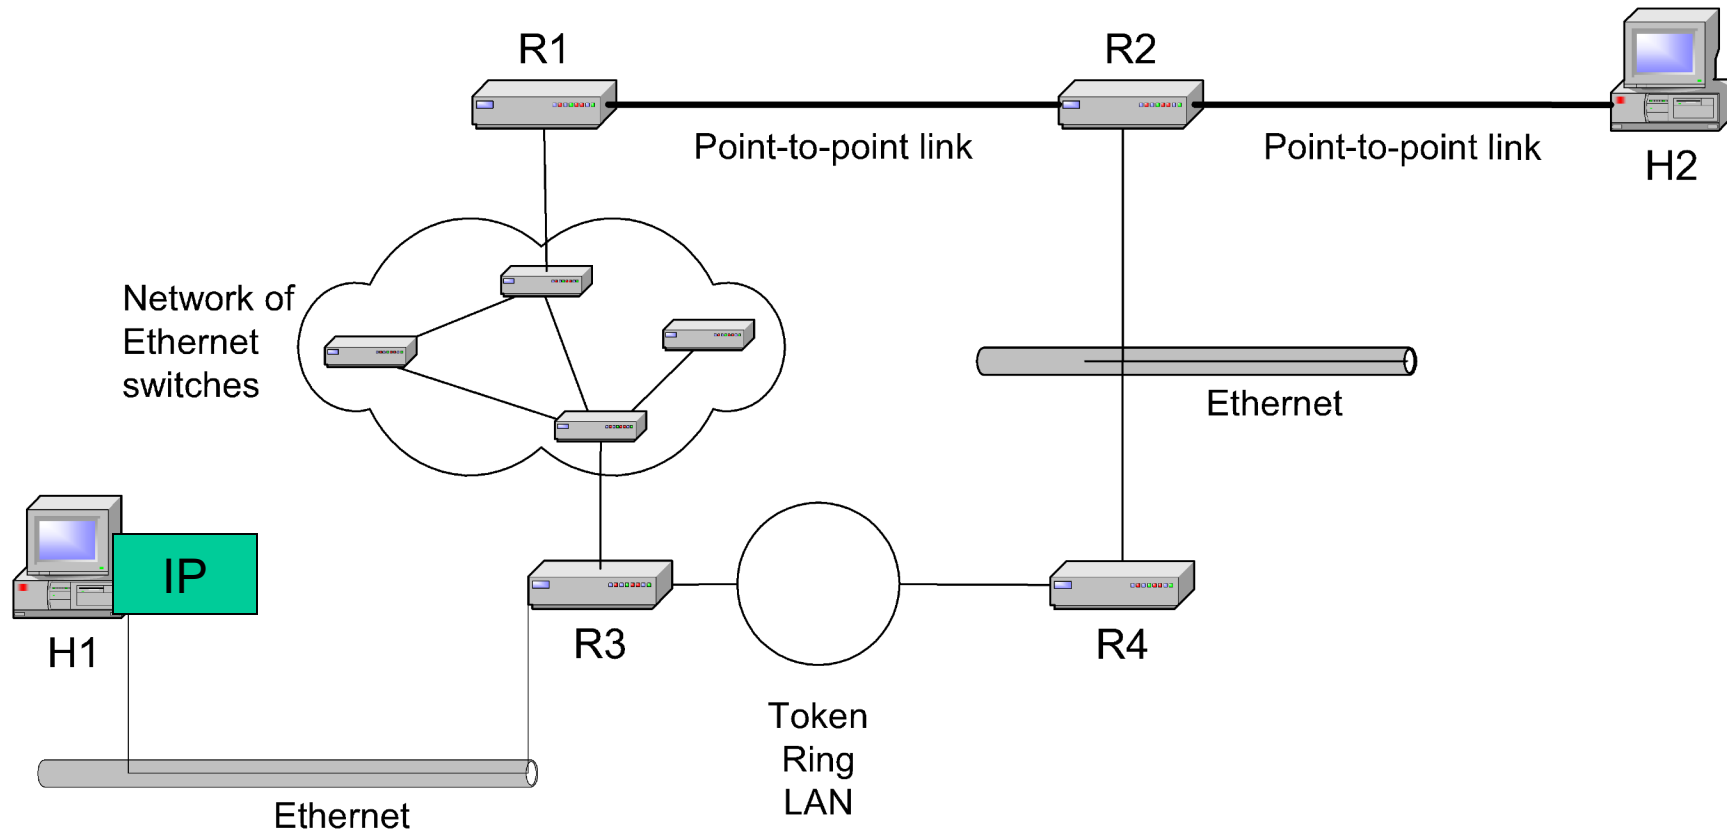 R1
R2
Point-to-point link
Point-to-point link
H2
Network of
Ethernet
switches
Ethernet
IP
H1
R3
R4
Token
Ring
LAN
Ethernet